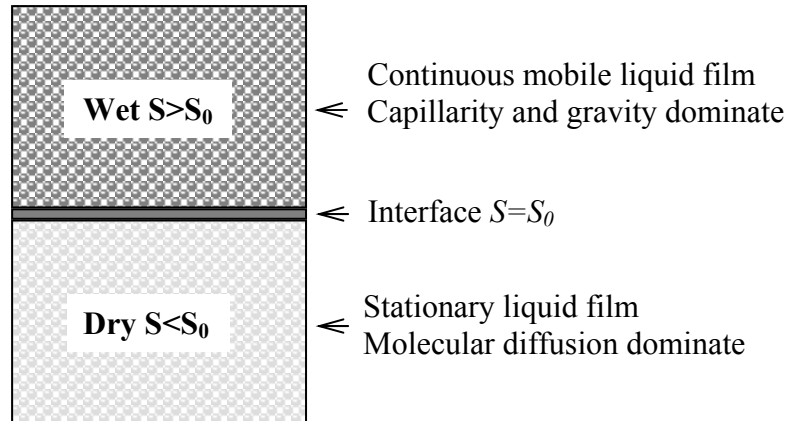 Wet S>S₀
Continuous mobile liquid film
Capillarity and gravity dominate
Interface S=S₀
Dry S<S₀
Stationary liquid film
Molecular diffusion dominate